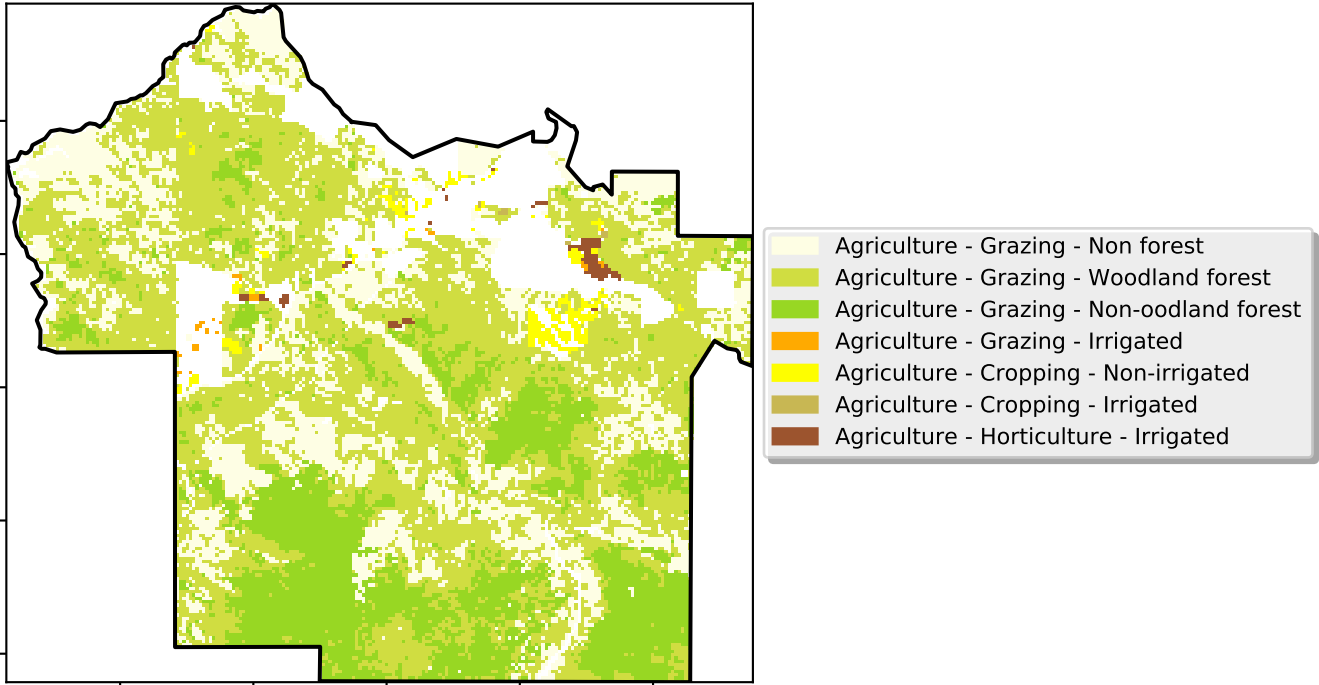 Agriculture - Grazing - Non forest
Agriculture - Grazing - Woodland forest
Agriculture - Grazing - Non-oodland forest
Agriculture - Grazing - Irrigated
Agriculture - Cropping - Non-irrigated
Agriculture - Cropping - Irrigated
Agriculture - Horticulture - Irrigated